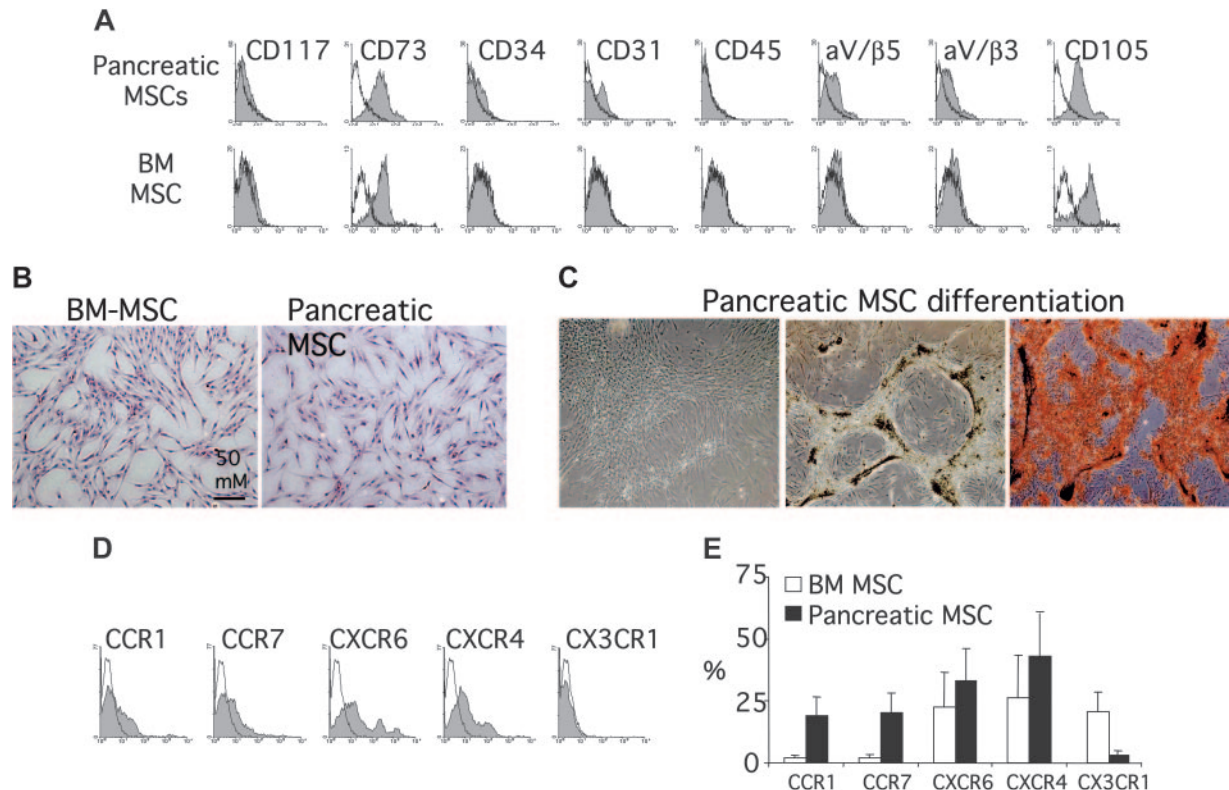 A
CD117 CD73 CD34 CD31 CD45 aV/β5 aV/β3 CD105
Pancreatic
MSCs
BM
MSC
B
BM-MSC
Pancreatic
MSC
50
mM
C
Pancreatic MSC differentiation
D
CCR1 CCR7 CXCR6 CXCR4 CX3CR1
E
75
50
25
0
%
BM MSC
Pancreatic MSC
CCR1 CCR7 CXCR6 CXCR4 CX3CR1